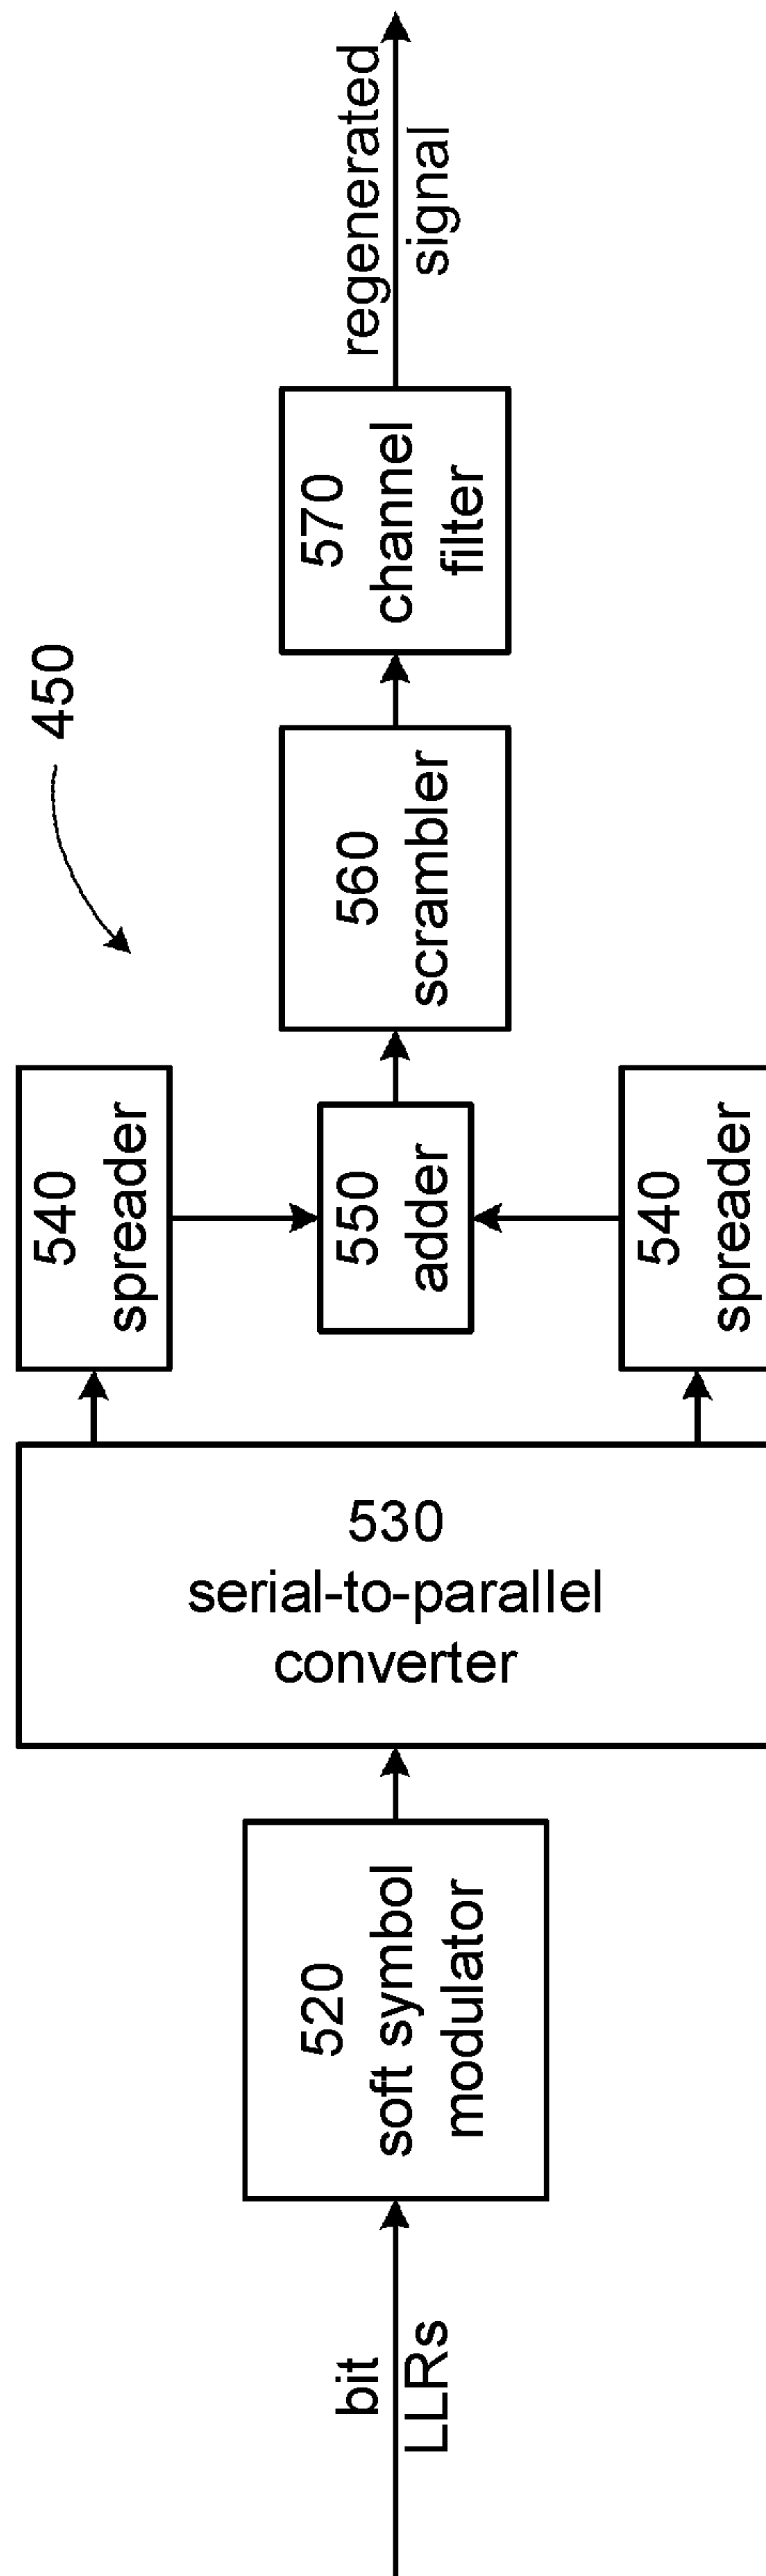 450
bit
LLRs
520
soft symbol
modulator
530
serial-to-parallel
converter
540
spreader
540
spreader
550
adder
560
scrambler
570
channel
filter
regenerated
signal